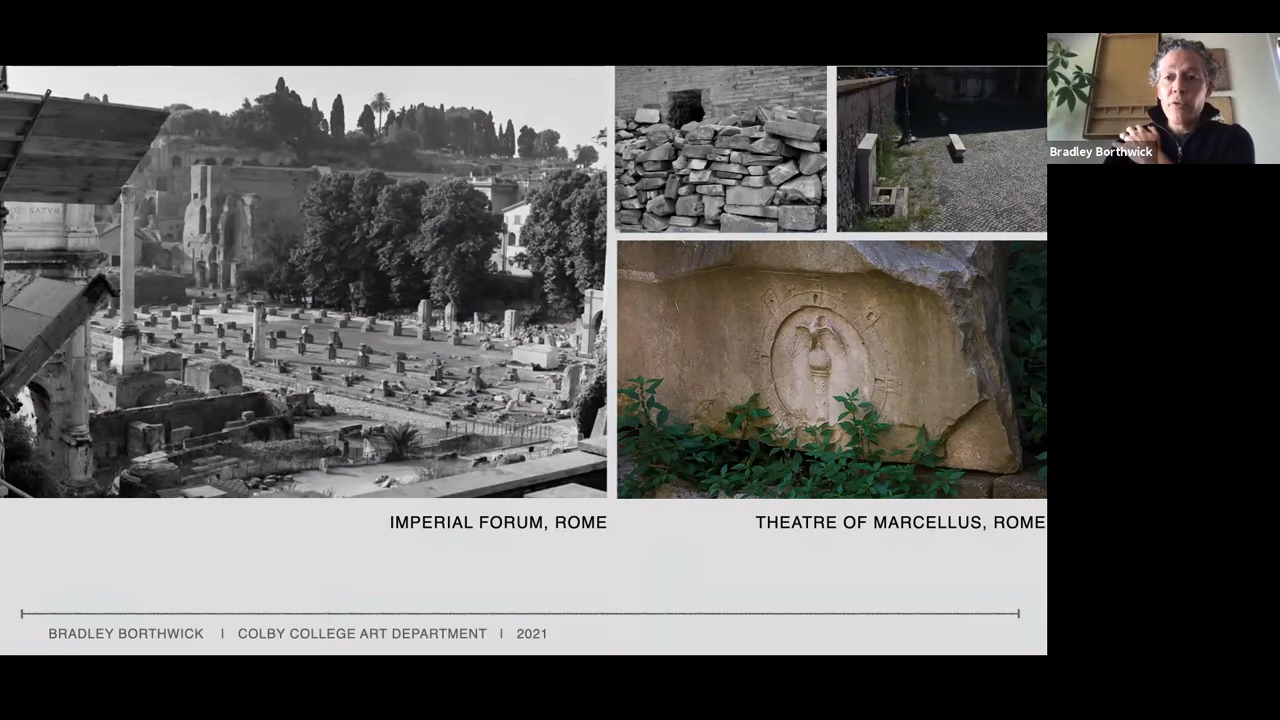 Bradley Borthwick
IMPERIAL FORUM, ROME
THEATRE OF MARCELLUS, ROME
BRADLEY BORTHWICK | COLBY COLLEGE ART DEPARTMENT | 2021